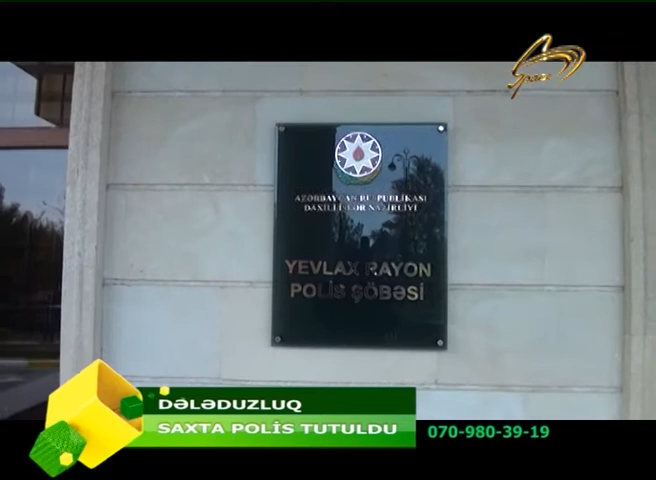 Space
AZƏRBAYCAN RESPUBLİKASI
DAXİLİ İŞLƏR NAZİRLİYİ
YEVLAX RAYON
POLİS ŞÖBƏSİ
DƏLƏDUZLUQ
SAXTA POLİS TUTULDU
070-980-39-19